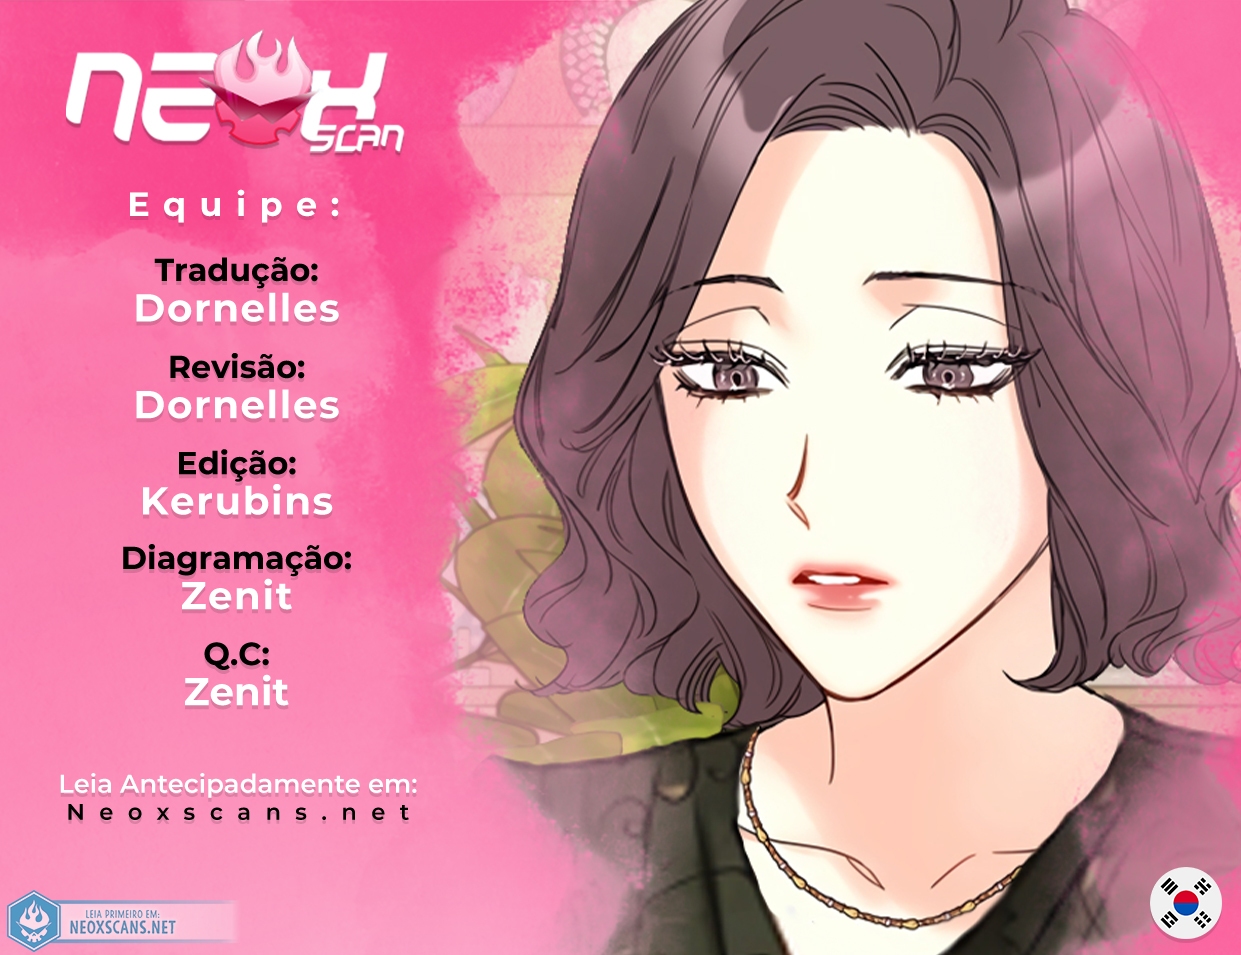 NEOX
SCAN
Equipe:
Tradução:
Dornelles
Revisão:
Dornelles
Edição:
Kerubins
Diagramação:
Zenit
Q.C:
Zenit
Leia Antecipadamente em:
Neoxscans.net
LEIA PRIMEIRO EM:
NEOXSCANS.NET